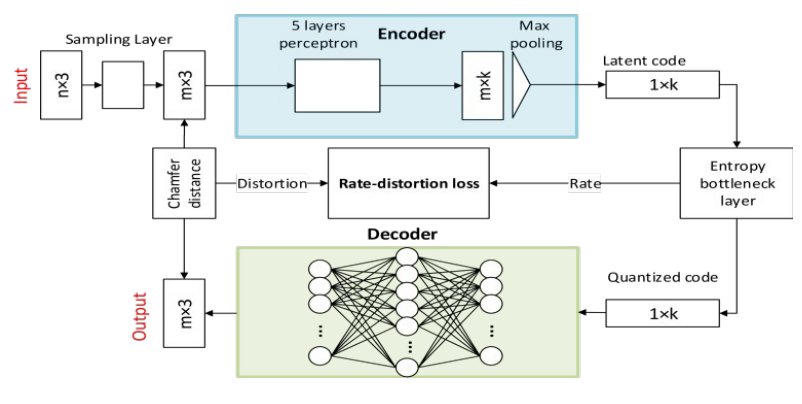 Sampling Layer
5 layers
perceptron
Encoder
Max
pooling
Input
n×3
m×3
m×k
Latent code
1×k
Chamfer
distance
Distortion
Rate-distortion loss
Rate
Entropy
bottleneck
layer
Decoder
Output
m×3
...
...
...
Quantized code
1×k